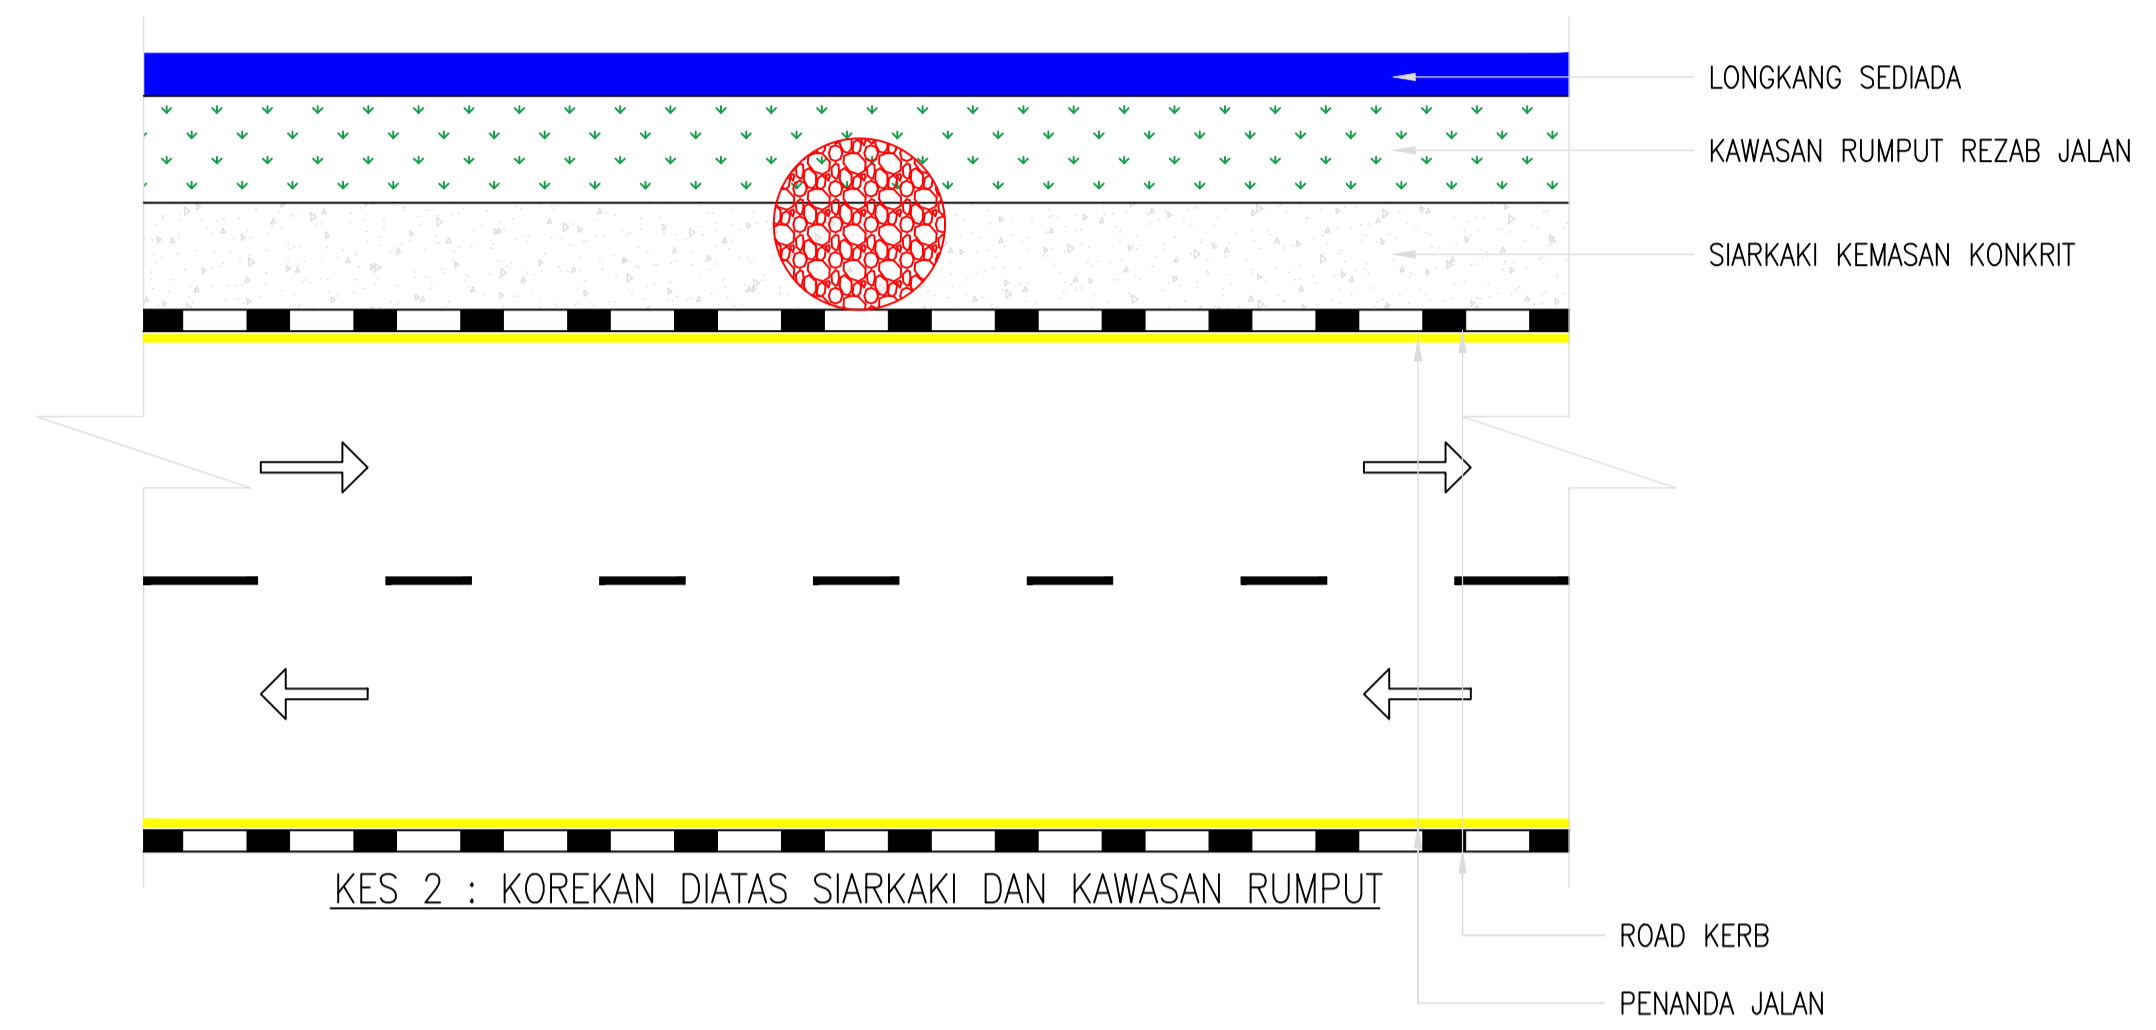 LONGKANG SEDIADA
KAWASAN RUMPUT REZAB JALAN
SIARKAKI KEMASAN KONKRIT
KES 2 : KOREKAN DIATAS SIARKAKI DAN KAWASAN RUMPUT
ROAD KERB
PENANDA JALAN